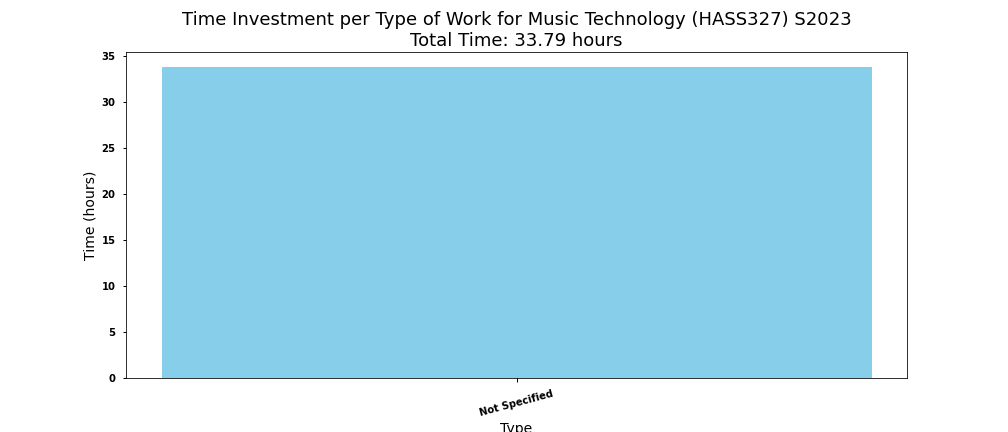 Time Investment per Type of Work for Music Technology (HASS327) S2023
Total Time: 33.79 hours
35
30
25
20
15
10
5
0
Time (hours)
Not Specified
Type